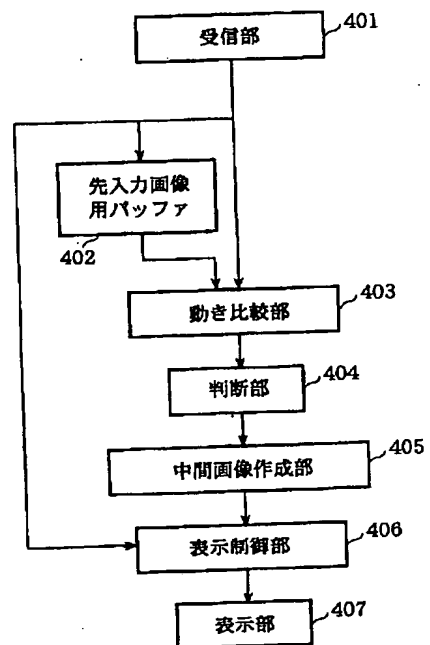 受信部
401
先入力画像
用バッファ
402
動き比較部
403
判断部
404
中間画像作成部
405
表示制御部
406
表示部
407